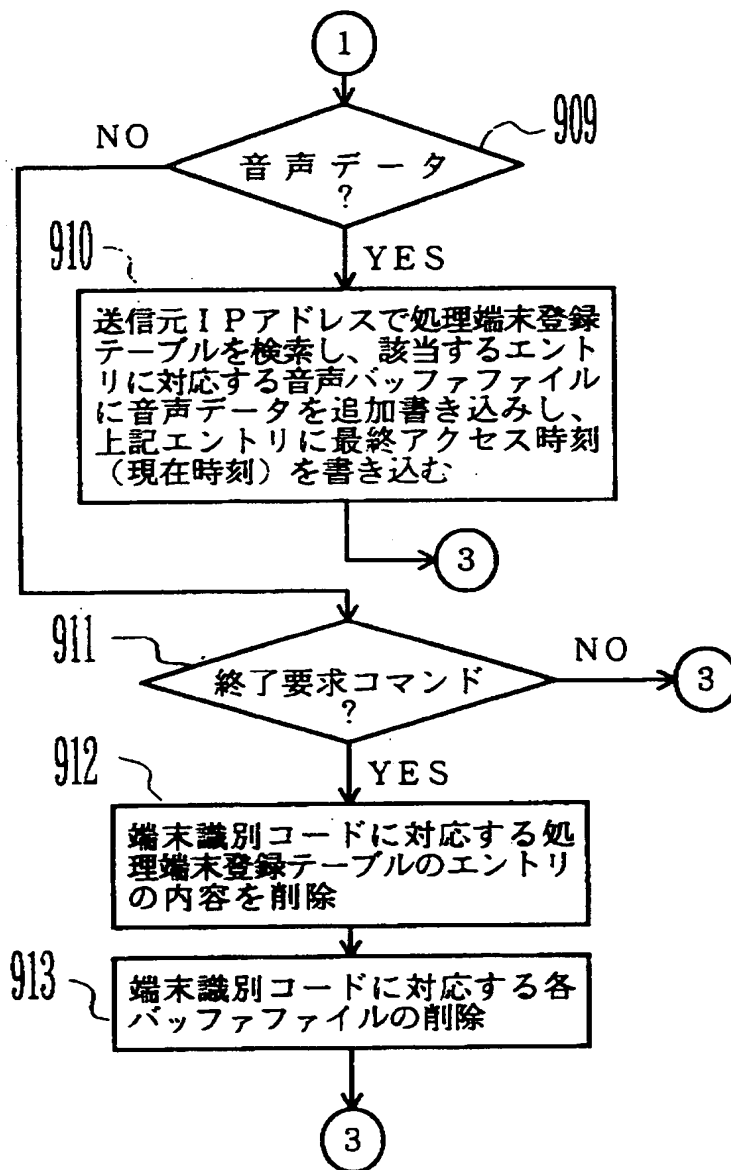 1
NO
909
音声データ
?
910
YES
送信元IPアドレスで処理端末登録
テーブルを検索し、該当するエント
リに対応する音声バッファファイル
に音声データを追加書き込みし、
上記エントリに最終アクセス時刻
(現在時刻)を書き込む
3
911
終了要求コマンド
?
NO
3
912
YES
端末識別コードに対応する処
理端末登録テーブルのエントリ
の内容を削除
913
端末識別コードに対応する各
バッファファイルの削除
3